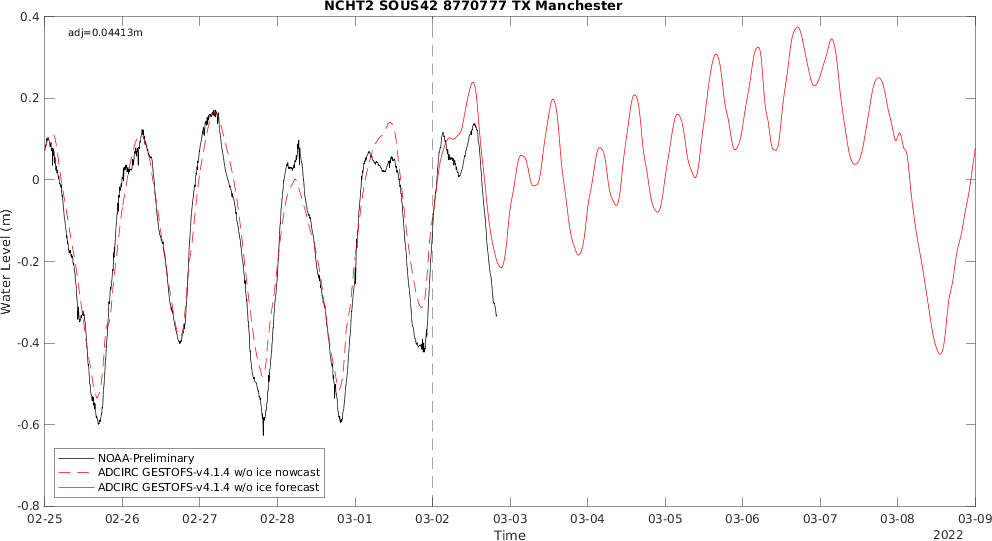 NCHT2 SOUS42 8770777 TX Manchester
adj=0.04413m
0.4
0.2
0
-0.2
-0.4
-0.6
-0.8
Water Level (m)
NOAA-Preliminary
ADCIRC GESTOFS-v4.1.4 w/o ice nowcast
ADCIRC GESTOFS-v4.1.4 w/o ice forecast
02-25 02-26 02-27 02-28 03-01 03-02 03-03 03-04 03-05 03-06 03-07 03-08 03-09
Time
2022